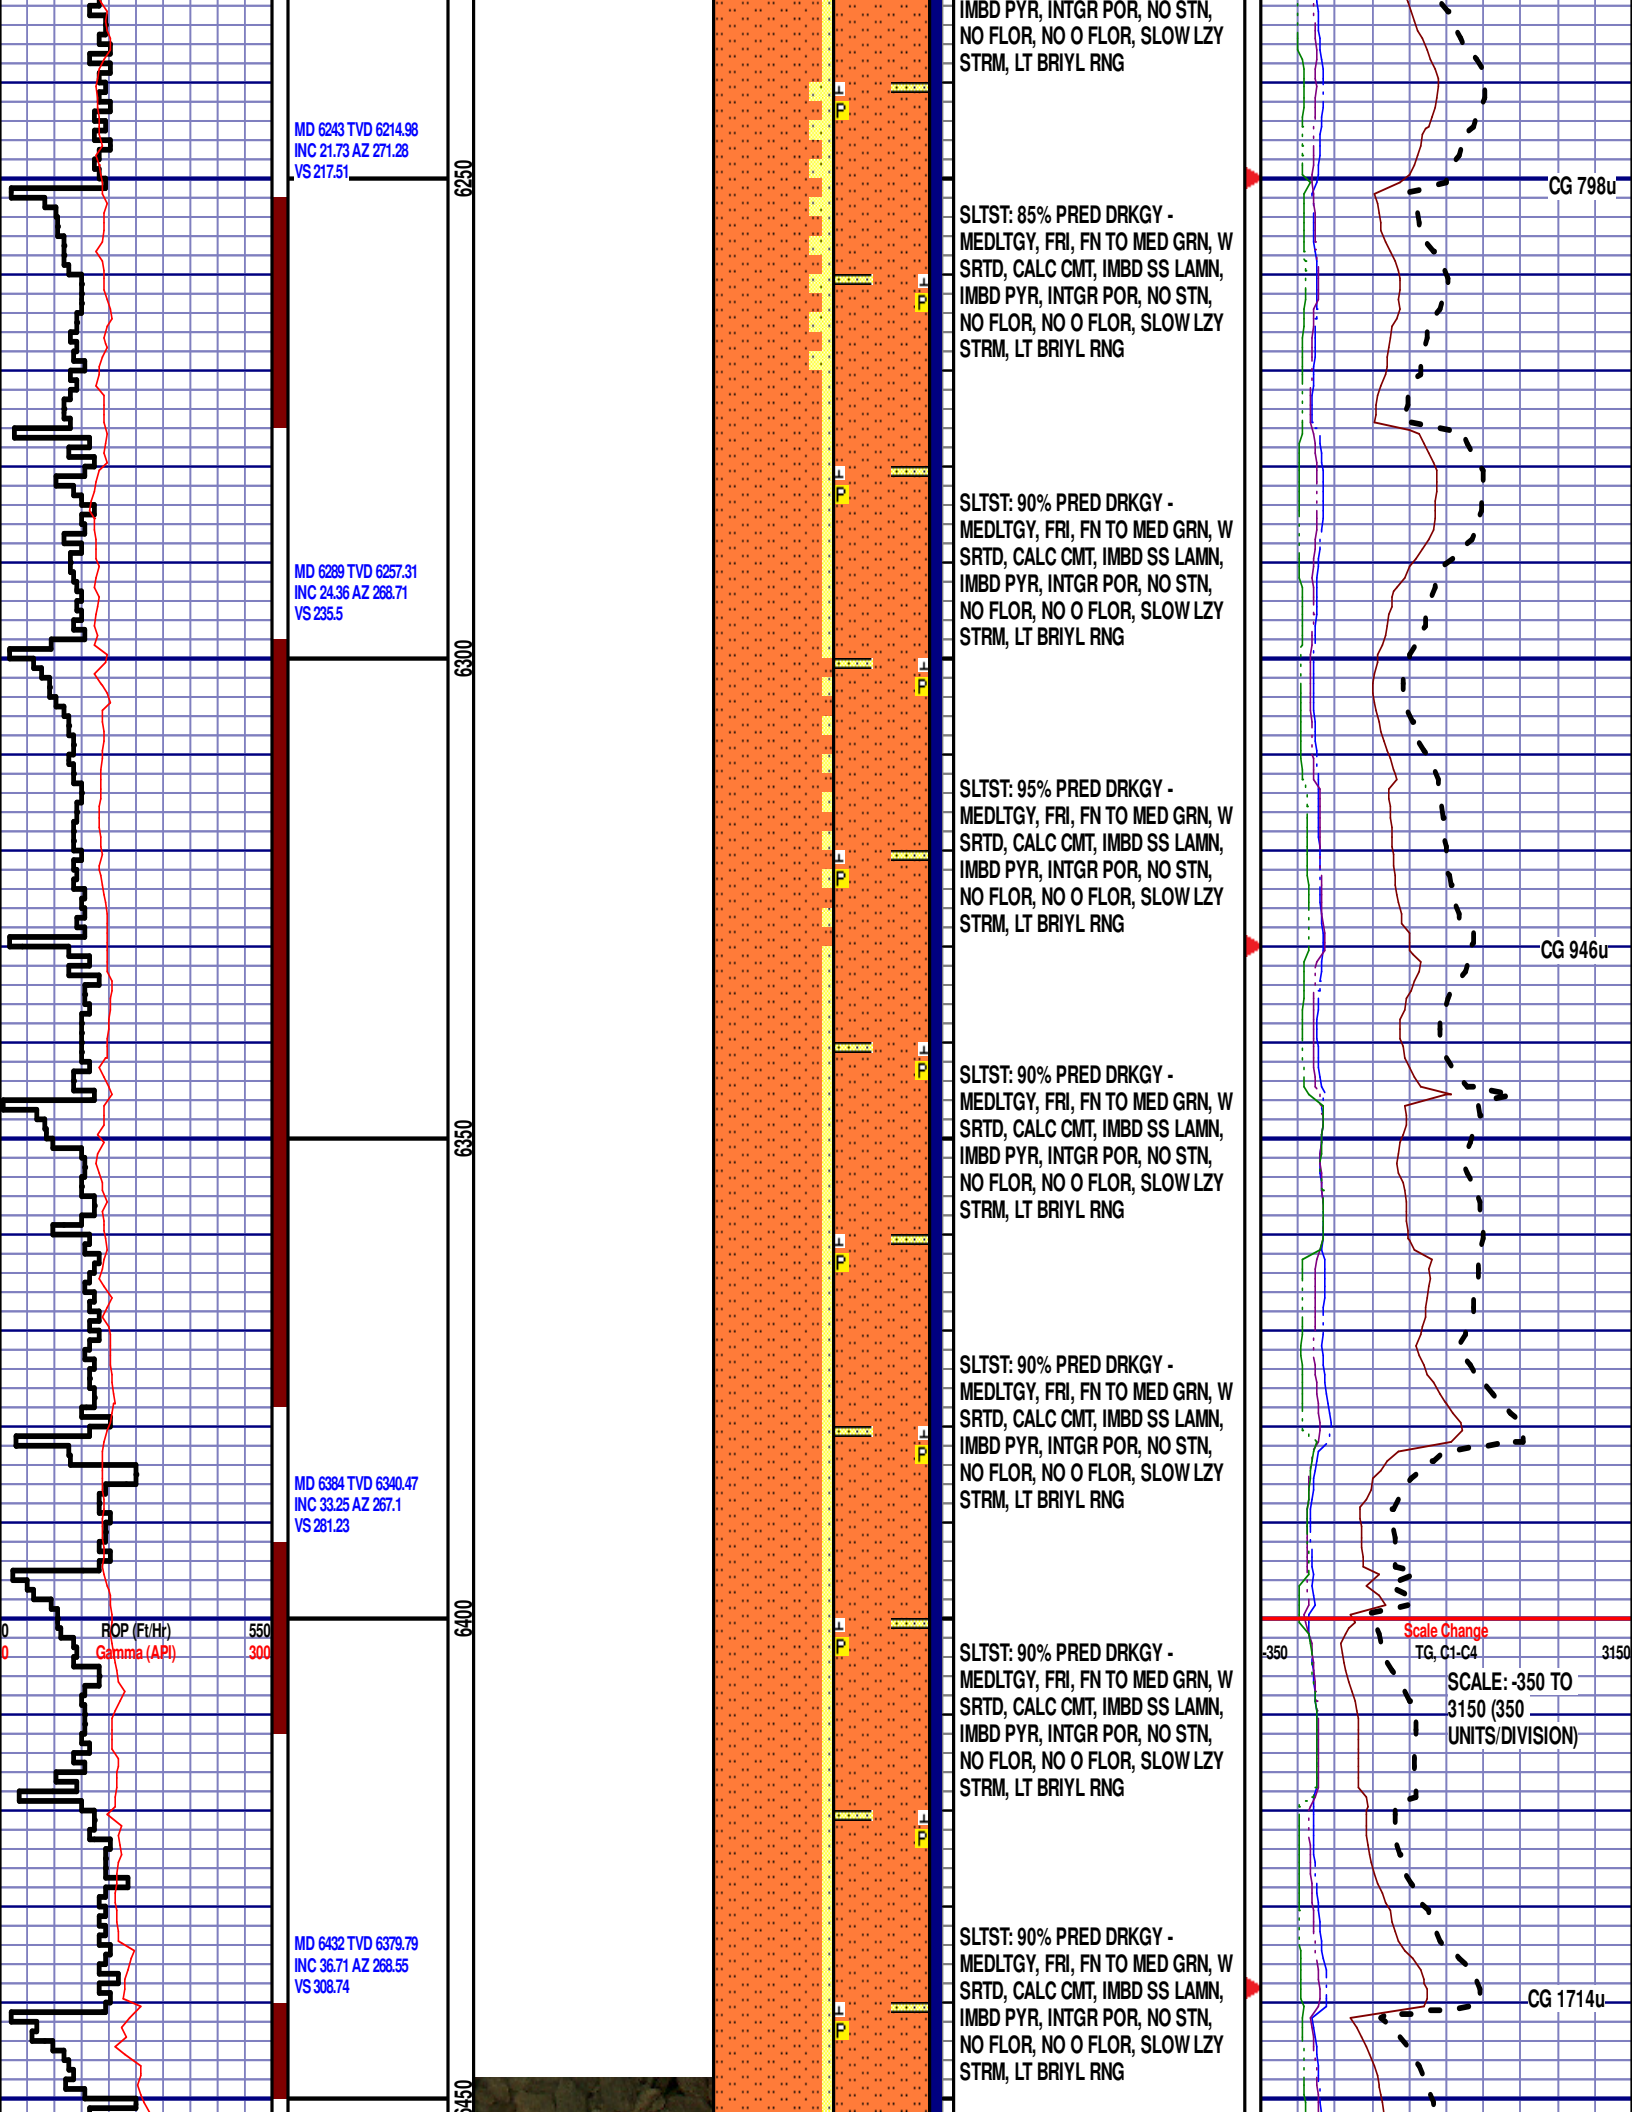 IMBD PYR, INTGR POR, NO STN,
NO FLOR, NO O FLOR, SLOW LZY
STRM, LT BRIYL RNG
P
MD 6243 TVD 6214.98
INC 21.73 AZ 271.28
VS 217.51
6250
CG 798u
SLTST: 85% PRED DRKGY -
MEDLTGY, FRI, FN TO MED GRN, W
SRTD, CALC CMT, IMBD SS LAMN,
IMBD PYR, INTGR POR, NO STN,
NO FLOR, NO O FLOR, SLOW LZY
STRM, LT BRIYL RNG
P
P
SLTST: 90% PRED DRKGY -
MEDLTGY, FRI, FN TO MED GRN, W
SRTD, CALC CMT, IMBD SS LAMN,
IMBD PYR, INTGR POR, NO STN,
NO FLOR, NO O FLOR, SLOW LZY
STRM, LT BRIYL RNG
MD 6289 TVD 6257.31
INC 24.36 AZ 268.71
VS 235.5
6300
P
SLTST: 95% PRED DRKGY -
MEDLTGY, FRI, FN TO MED GRN, W
SRTD, CALC CMT, IMBD SS LAMN,
IMBD PYR, INTGR POR, NO STN,
NO FLOR, NO O FLOR, SLOW LZY
STRM, LT BRIYL RNG
P
CG 946u
P
SLTST: 90% PRED DRKGY -
MEDLTGY, FRI, FN TO MED GRN, W
SRTD, CALC CMT, IMBD SS LAMN,
IMBD PYR, INTGR POR, NO STN,
NO FLOR, NO O FLOR, SLOW LZY
STRM, LT BRIYL RNG
6350
P
SLTST: 90% PRED DRKGY -
MEDLTGY, FRI, FN TO MED GRN, W
SRTD, CALC CMT, IMBD SS LAMN,
IMBD PYR, INTGR POR, NO STN,
NO FLOR, NO O FLOR, SLOW LZY
STRM, LT BRIYL RNG
P
MD 6384 TVD 6340.47
INC 33.25 AZ 267.1
VS 281.23
6400
0 ROP (Ft/Hr) 550
0 Gamma (API) 300
P
Scale Change
-350 TG, C1-C4 3150
SCALE: -350 TO
3150 (350
UNITS/DIVISION)
SLTST: 90% PRED DRKGY -
MEDLTGY, FRI, FN TO MED GRN, W
SRTD, CALC CMT, IMBD SS LAMN,
IMBD PYR, INTGR POR, NO STN,
NO FLOR, NO O FLOR, SLOW LZY
STRM, LT BRIYL RNG
P
SLTST: 90% PRED DRKGY -
MEDLTGY, FRI, FN TO MED GRN, W
SRTD, CALC CMT, IMBD SS LAMN,
IMBD PYR, INTGR POR, NO STN,
NO FLOR, NO O FLOR, SLOW LZY
STRM, LT BRIYL RNG
MD 6432 TVD 6379.79
INC 36.71 AZ 268.55
VS 308.74
CG 1714u
P
6450